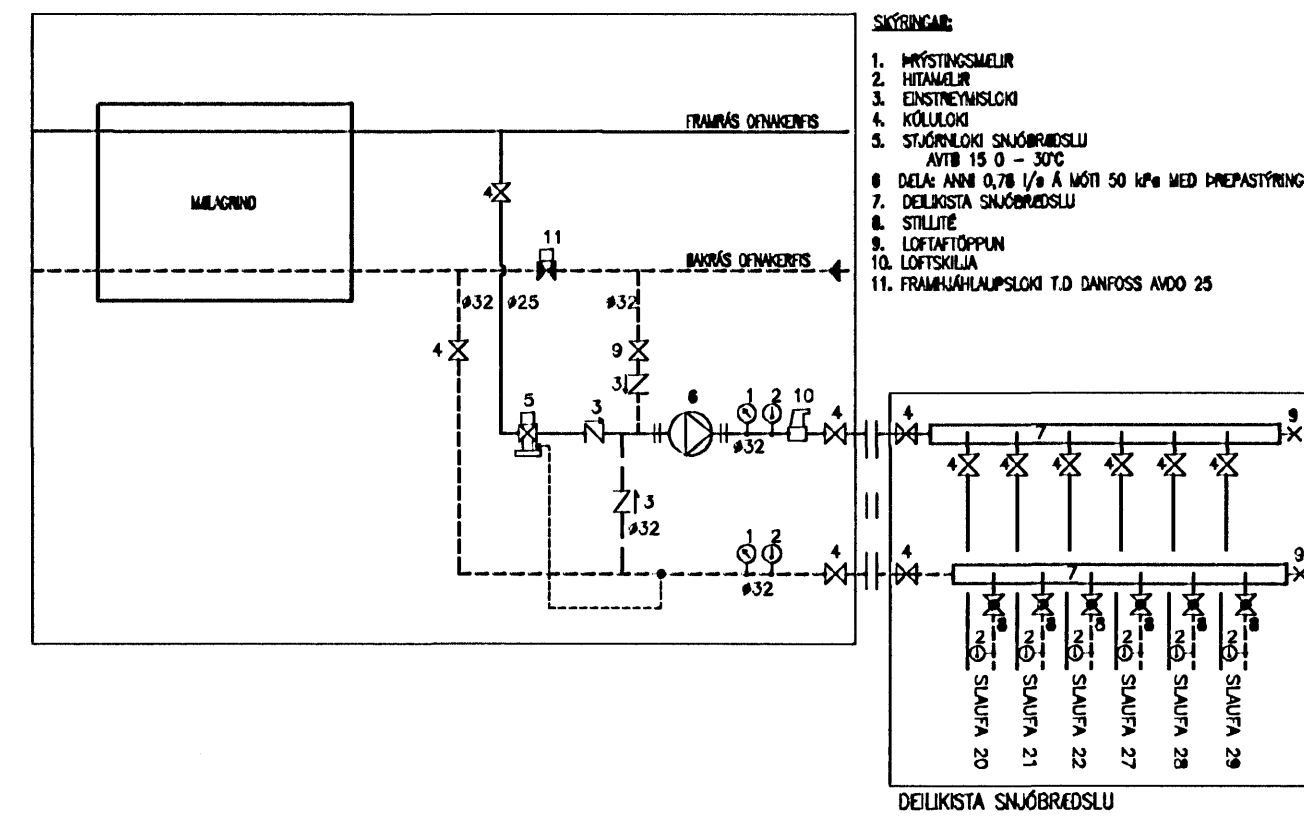 SKÝRINGAR:
1. ÞRÝSTINGSMÆLIR
2. HITAMÆLIR
3. EINSTREYMISLOKI
4. KÚLULOKI
5. STJÓRNLOKI SNJÓBRÆÐSLU
AVTB 15 0 - 30°C
6 DÆLA: ANNI 0,78 l/s Á MÓTI 50 kPa MED ÞREPASTÝRING
7. DEILIKISTA SNJÓBRÆDSLU
8. STILLITÉ
9. LOFTAFTÖPPUN
10. LOFTSKILJA
11. FRAMHJÁHLAUPSLOKI T.D DANFOSS AVDO 25
FRAMRÁS OFNAKERFIS
MÆLAGRIND
4
11
BAKRÁS OFNAKERFIS
ø32
ø25
ø32
4
9
3
5
3
6
1
2
10
4
4
ø32
7
9
4
4
4
4
4
4
3
ø32
1
2
4
4
ø32
7
9
8
8
8
8
8
8
2
2
2
2
2
2
SLAUFA 20
SLAUFA 21
SLAUFA 22
SLAUFA 27
SLAUFA 28
SLAUFA 29
DEILIKISTA SNJÓBRÆDSLU